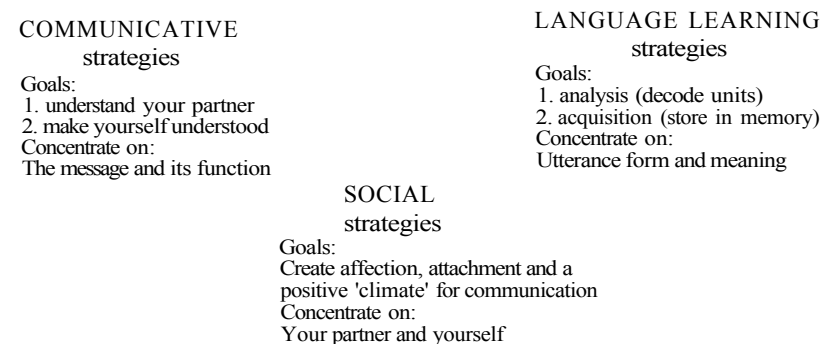 COMMUNICATIVE
strategies
Goals:
1. understand your partner
2. make yourself understood
Concentrate on:
The message and its function
LANGUAGE LEARNING
strategies
Goals:
1. analysis (decode units)
2. acquisition (store in memory)
Concentrate on:
Utterance form and meaning
SOCIAL
strategies
Goals:
Create affection, attachment and a
positive 'climate' for communication
Concentrate on:
Your partner and yourself